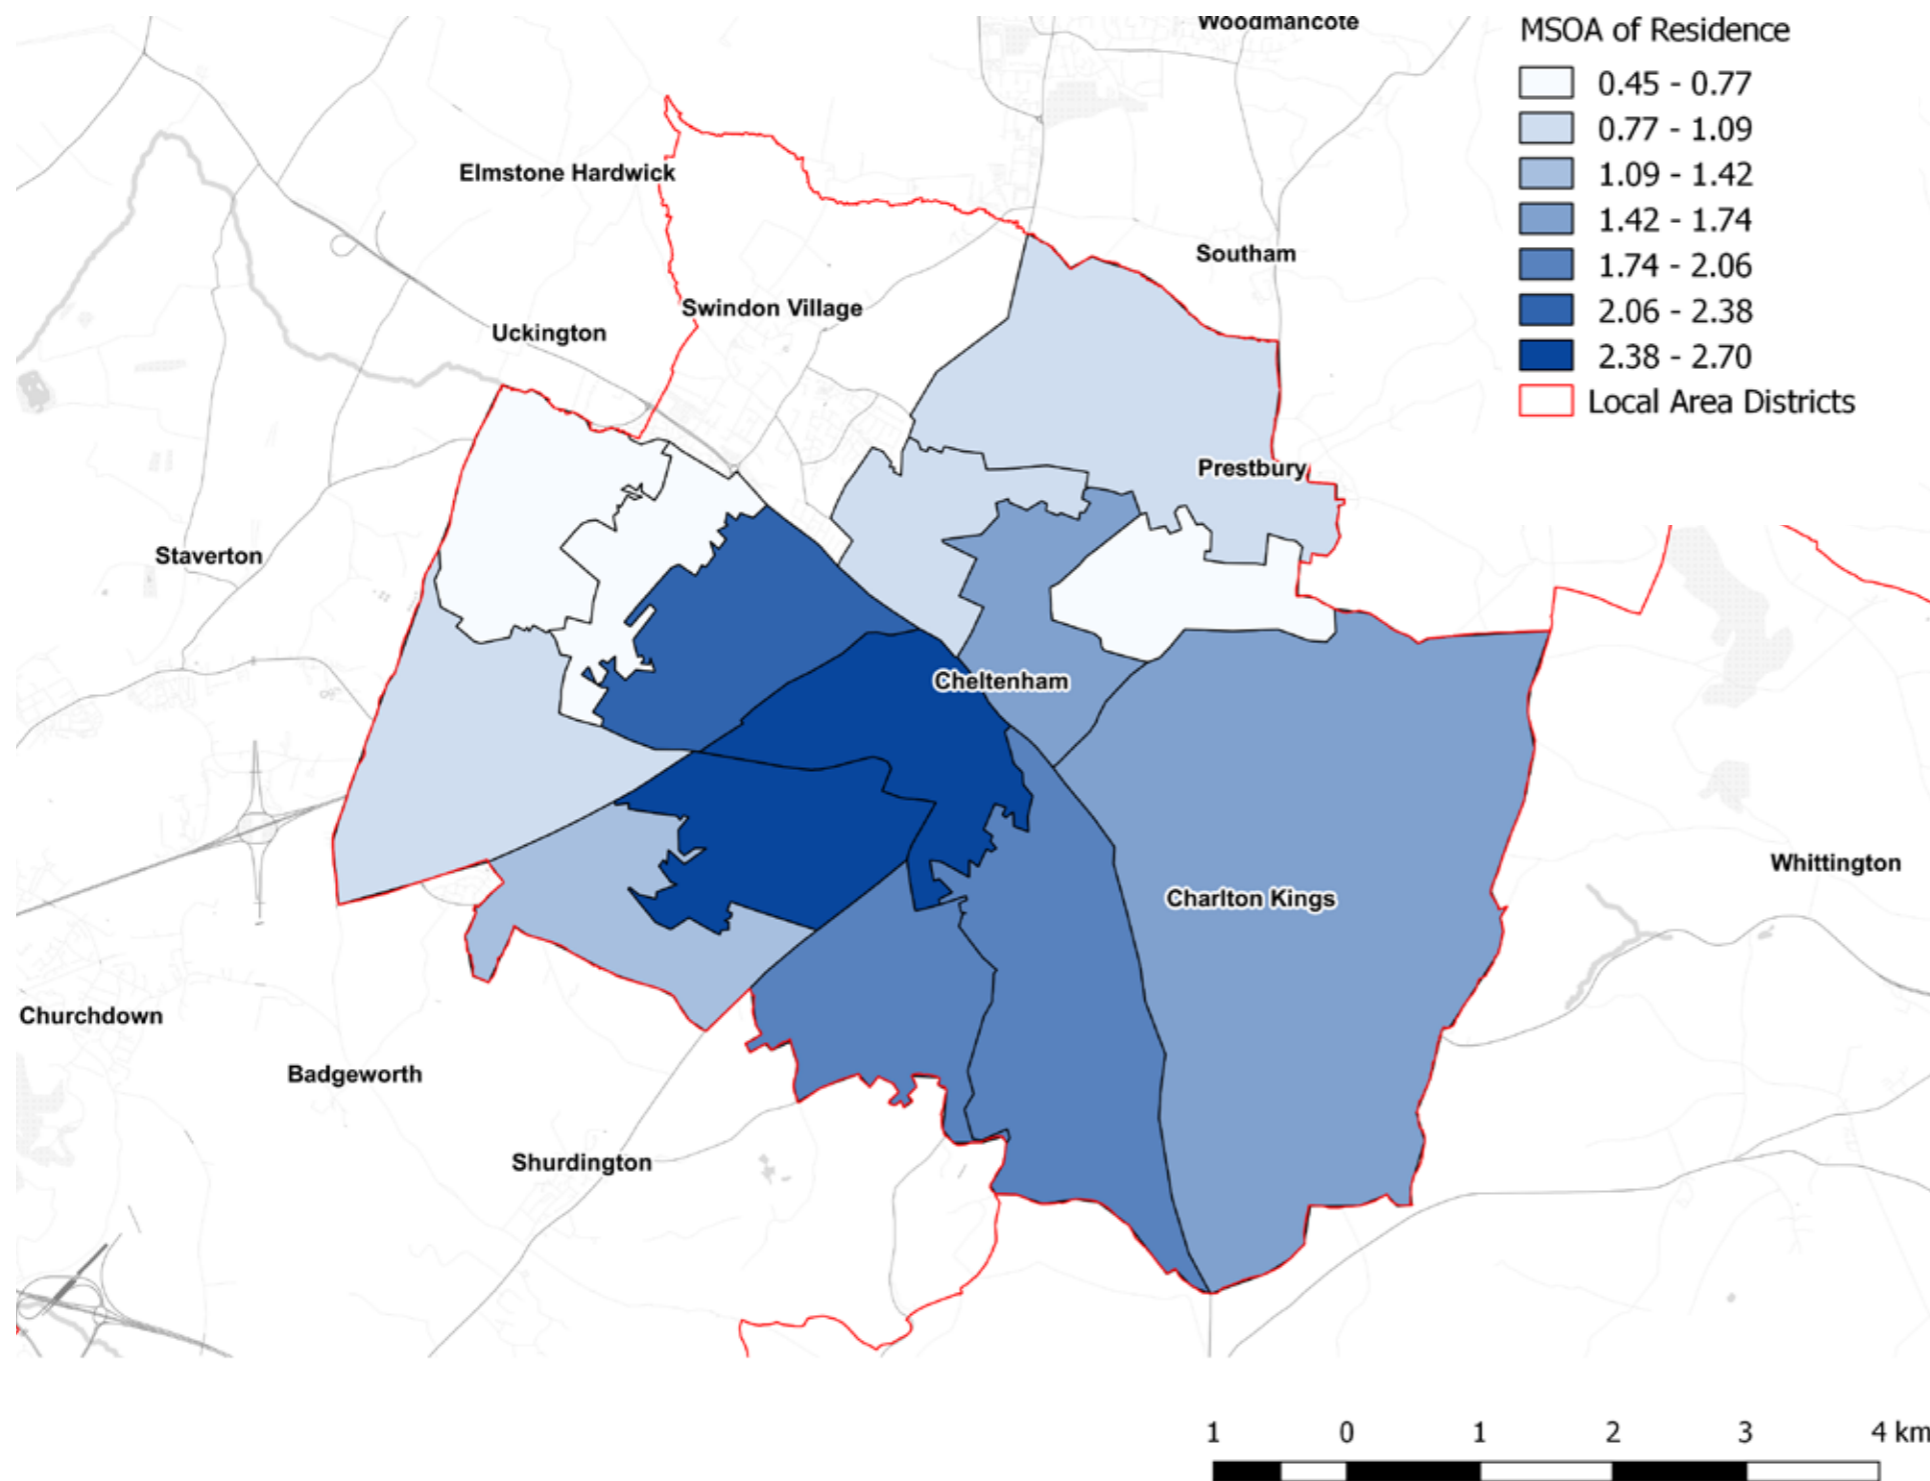 Woodmancote
MSOA of Residence
0.45 - 0.77
0.77 - 1.09
1.09 - 1.42
1.42 - 1.74
1.74 - 2.06
2.06 - 2.38
2.38 - 2.70
Local Area Districts
Elmstone Hardwick
Southam
Swindon Village
Uckington
Prestbury
Staverton
Cheltenham
Whittington
Charlton Kings
Churchdown
Badgeworth
Shurdington
1 0 1 2 3 4 km